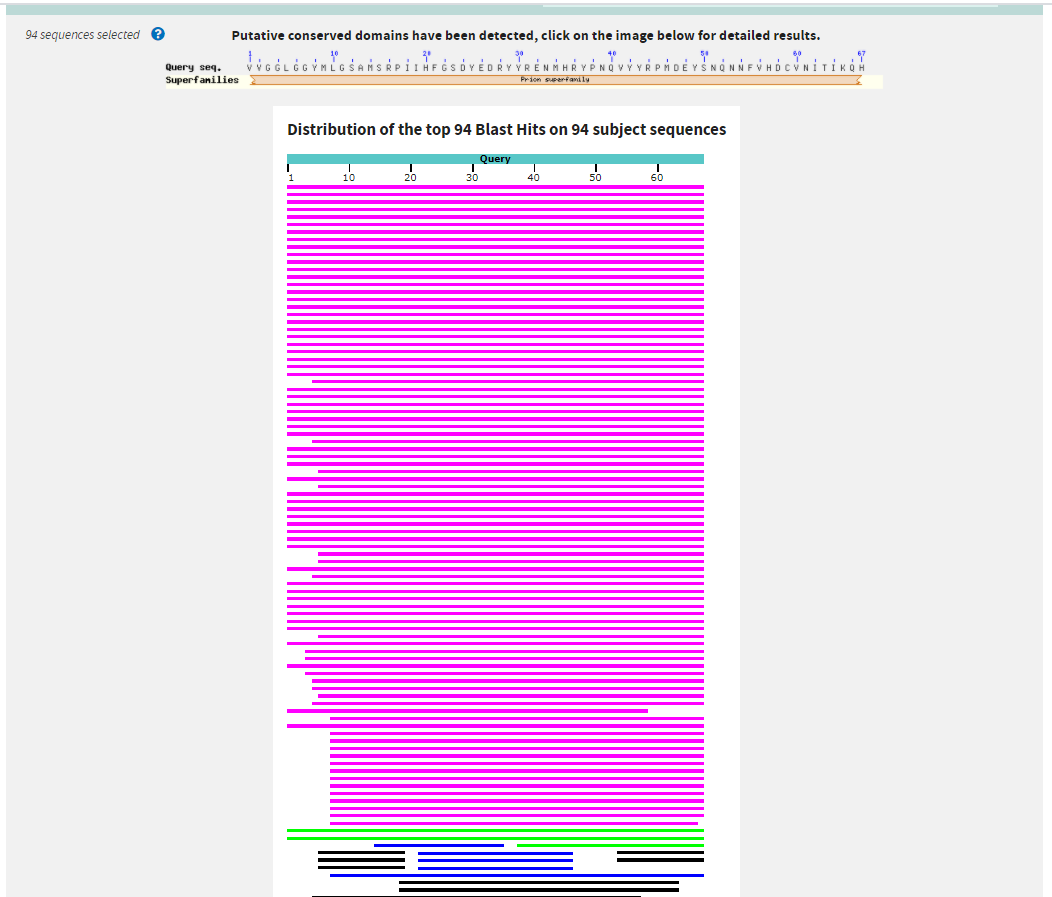 94 sequences selected ?
Putative conserved domains have been detected, click on the image below for detailed results.
1 10 20 30 40 50 60 67
Query seq. VVGGLGGYMLGSAMSRPIIHFGSDYEDRYYRENMHRYPNQVYYRPMDEYSNQNNFVHDCVNITIKQH
Superfamilies Prion superfamily
Distribution of the top 94 Blast Hits on 94 subject sequences
Query
1 10 20 30 40 50 60